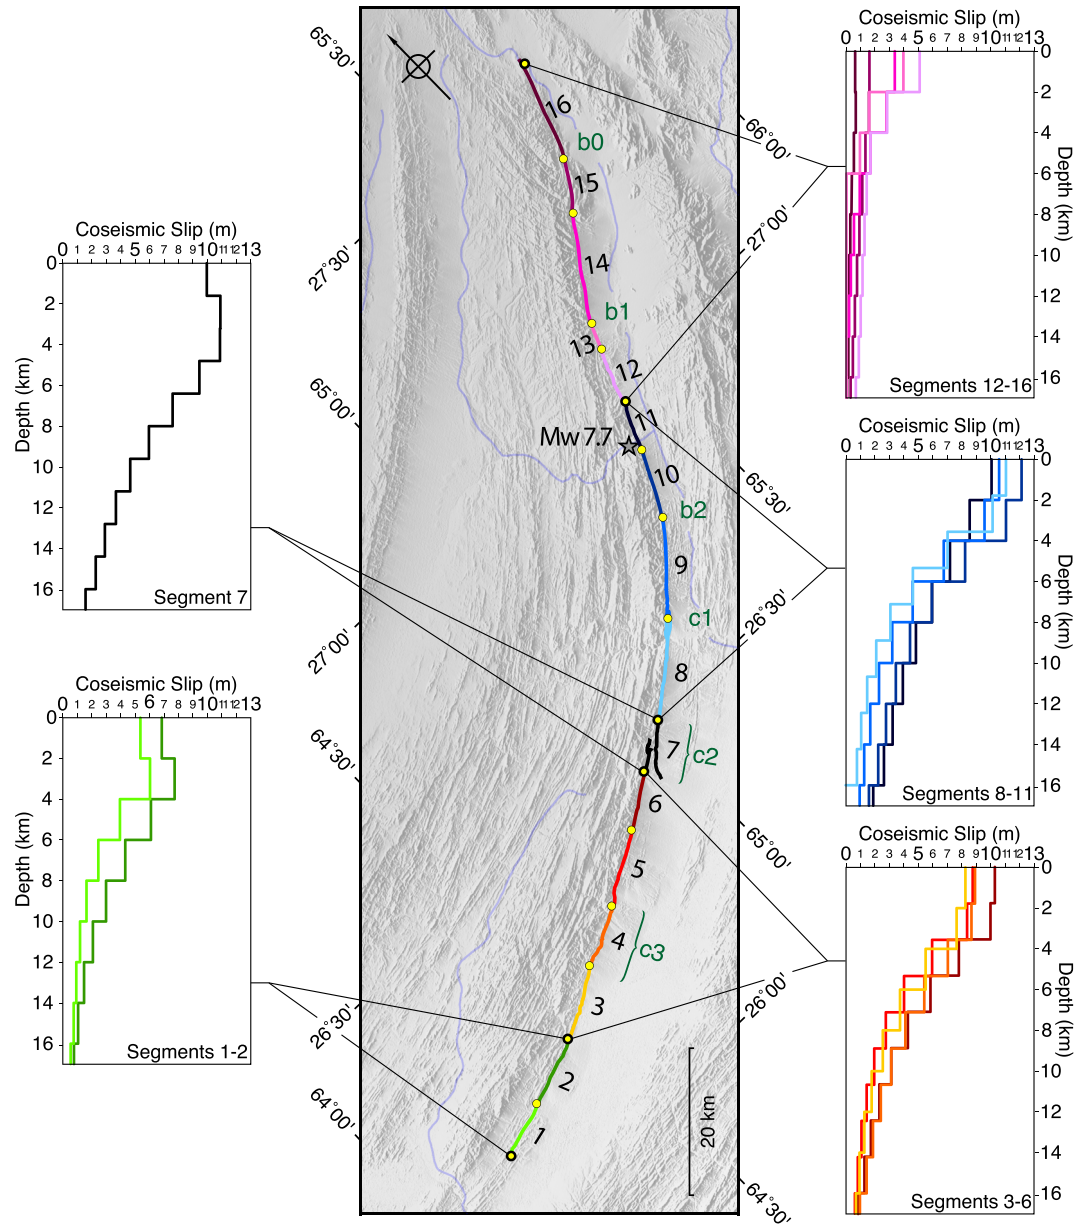 Coseismic Slip (m)
0 1 2 3 4 5 6 7 8 9 10 11 12 13
0
2
4
6
8
10
12
14
16
Depth (km)
Segment 7
Coseismic Slip (m)
0 1 2 3 4 5 6 7 8 9 10 11 12 13
0
2
4
6
8
10
12
14
16
Depth (km)
Segments 1-2
65˚30'
27˚30'
65˚00'
27˚00'
64˚30'
26˚30'
64˚00'
16
b0
15
14
b1
13
12
11
Mw 7.7
10
b2
9
c1
8
7
c2
6
5
4
c3
3
2
1
20 km
66˚00'
27˚00'
65˚30'
26˚30'
65˚00'
26˚00'
64˚30'
Coseismic Slip (m)
0 1 2 3 4 5 6 7 8 9 10 11 12 13
0
2
4
6
8
10
12
14
16
Depth (km)
Segments 12-16
Coseismic Slip (m)
0 1 2 3 4 5 6 7 8 9 10 11 12 13
0
2
4
6
8
10
12
14
16
Depth (km)
Segments 8-11
Coseismic Slip (m)
0 1 2 3 4 5 6 7 8 9 10 11 12 13
0
2
4
6
8
10
12
14
16
Depth (km)
Segments 3-6